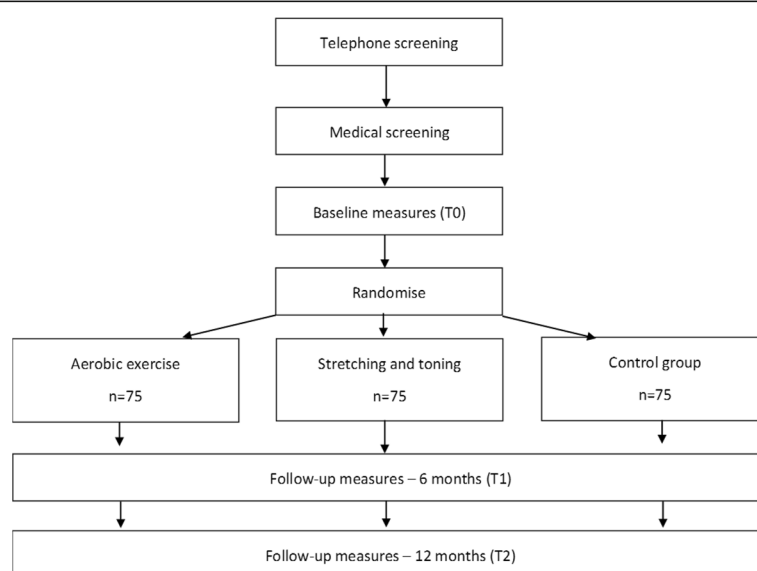 Telephone screening
Medical screening
Baseline measures (T0)
Randomise
Aerobic exercise
n=75
Stretching and toning
n=75
Control group
n=75
Follow-up measures – 6 months (T1)
Follow-up measures – 12 months (T2)